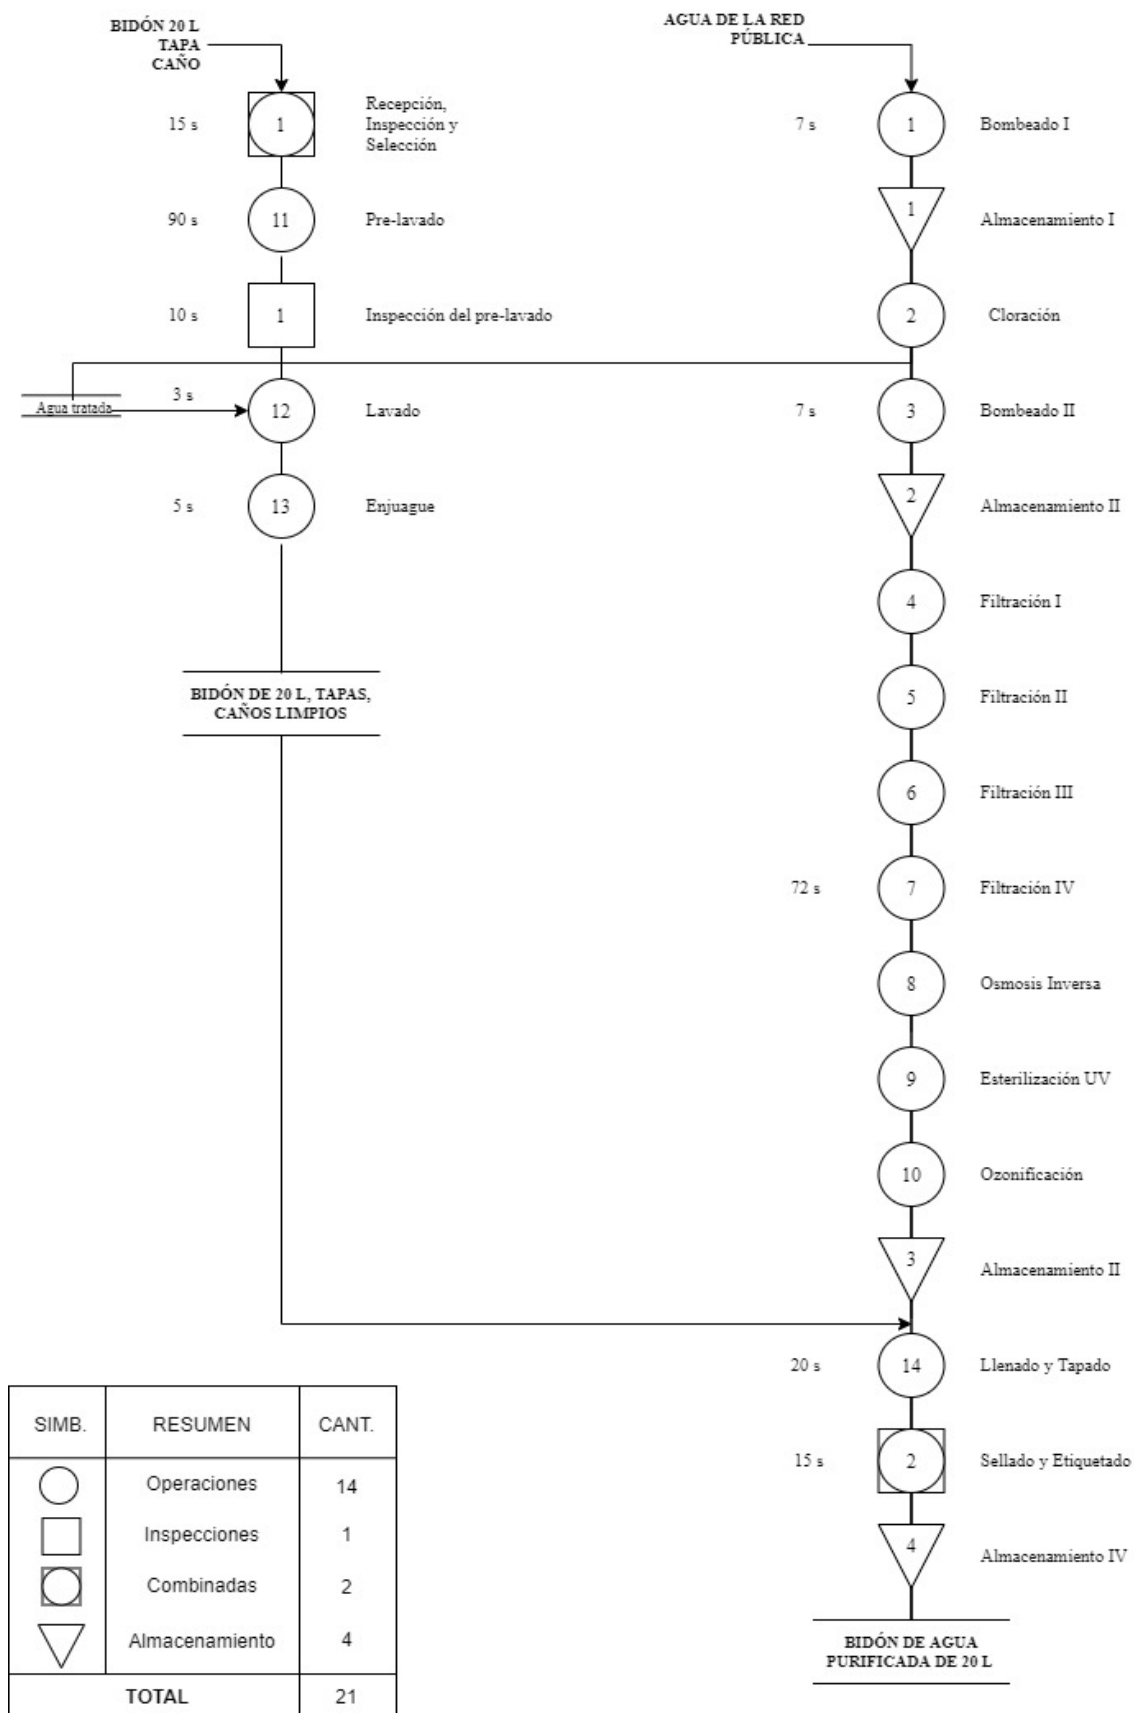 BIDÓN 20 L
TAPA
CAÑO
AGUA DE LA RED
PÚBLICA
15 s
1
Recepción,
Inspección y
Selección
7 s
1
Bombeado I
90 s
11
Pre-lavado
1
Almacenamiento I
10 s
1
Inspección del pre-lavado
2
Cloración
Agua tratada
3 s
12
Lavado
7 s
3
Bombeado II
5 s
13
Enjuague
2
Almacenamiento II
4
Filtración I
BIDÓN DE 20 L, TAPAS,
CAÑOS LIMPIOS
5
Filtración II
6
Filtración III
72 s
7
Filtración IV
8
Osmosis Inversa
9
Esterilización UV
10
Ozonificación
3
Almacenamiento II
20 s
14
Llenado y Tapado
15 s
2
Sellado y Etiquetado
4
Almacenamiento IV
BIDÓN DE AGUA
PURIFICADA DE 20 L
SIMB. RESUMEN CANT.
Operaciones 14
Inspecciones 1
Combinadas 2
Almacenamiento 4
TOTAL 21